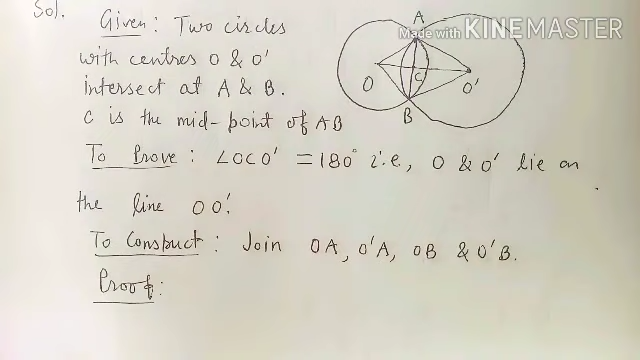 Sol.
Given: Two circles
with centres O & O'
intersect at A & B.
C is the mid-point of AB
To Prove: ∠OCO' = 180° i.e, O & O' lie on
the line OO'.
To Construct: Join OA, O'A, OB & O'B.
Proof:
A
Made with KINEMASTER
O
C
O'
B